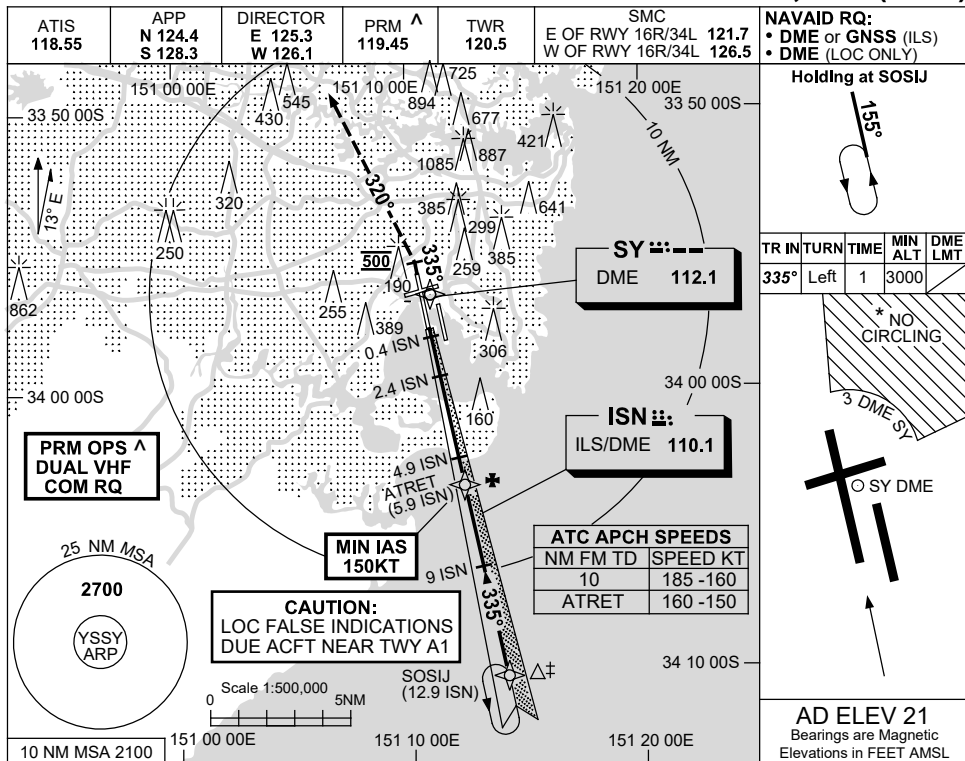 ATIS
118.55
APP
N 124.4
S 128.3
DIRECTOR
E 125.3
W 126.1
PRM ^
119.45
TWR
120.5
SMC
E OF RWY 16R/34L 121.7
W OF RWY 16R/34L 126.5
NAVAID RQ:
• DME or GNSS (ILS)
• DME (LOC ONLY)
151 00 00E
151 10 00E
151 20 00E
33 50 00S
33 50 00S
545
430
894
725
677
1085
887
421
10 NM
13° E
320
320°
385
299
641
250
335°
500
190
259
385
SY
DME 112.1
862
255
389
0.4 ISN
306
2.4 ISN
34 00 00S
34 00 00S
160
ISN
ILS/DME 110.1
PRM OPS ^
DUAL VHF
COM RQ
4.9 ISN
ATRET
(5.9 ISN)
25 NM MSA
2700
YSSY
ARP
MIN IAS
150KT
9 ISN
ATC APCH SPEEDS
NM FM TD SPEED KT
10 185 -160
ATRET 160 -150
CAUTION:
LOC FALSE INDICATIONS
DUE ACFT NEAR TWY A1
335°
34 10 00S
SOSIJ
(12.9 ISN)
‡
Scale 1:500,000
0 5NM
10 NM MSA 2100
151 00 00E
151 10 00E
151 20 00E
Holding at SOSIJ
155°
TR IN TURN TIME MIN ALT DME LMT
335° Left 1 3000
* NO
CIRCLING
3 DME SY
SY DME
AD ELEV 21
Bearings are Magnetic
Elevations in FEET AMSL